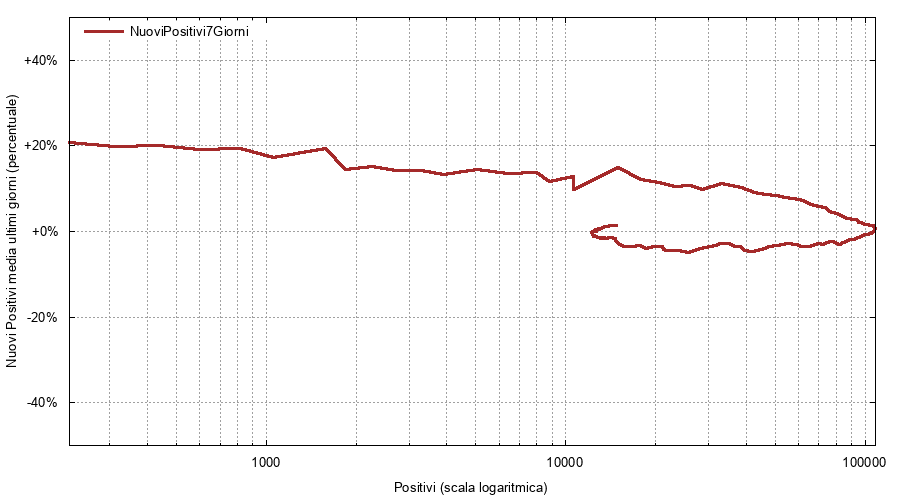 NuoviPositivi7Giorni
+40%
+20%
+0%
-20%
-40%
Nuovi Positivi media ultimi giorni (percentuale)
1000
10000
100000
Positivi (scala logaritmica)